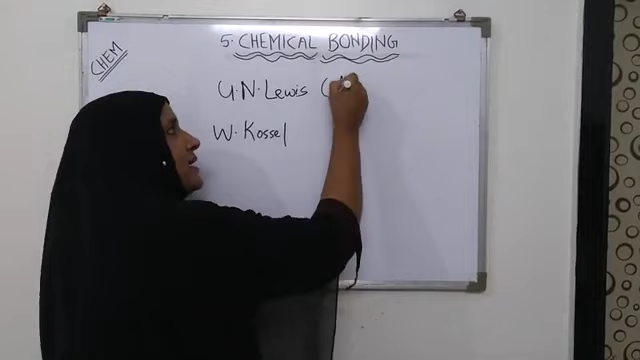 CHEM
5. CHEMICAL BONDING
G.N. Lewis (
W. Kossel